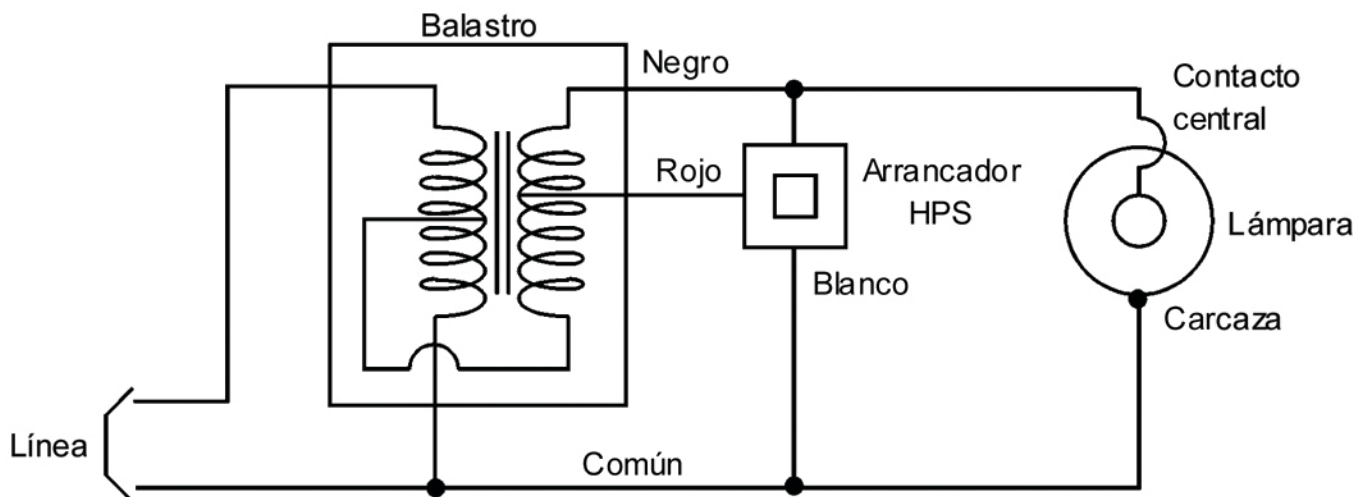 Balastro
Negro
Contacto
central
Rojo
Arrancador
HPS
Lámpara
Blanco
Carcaza
Línea
Común